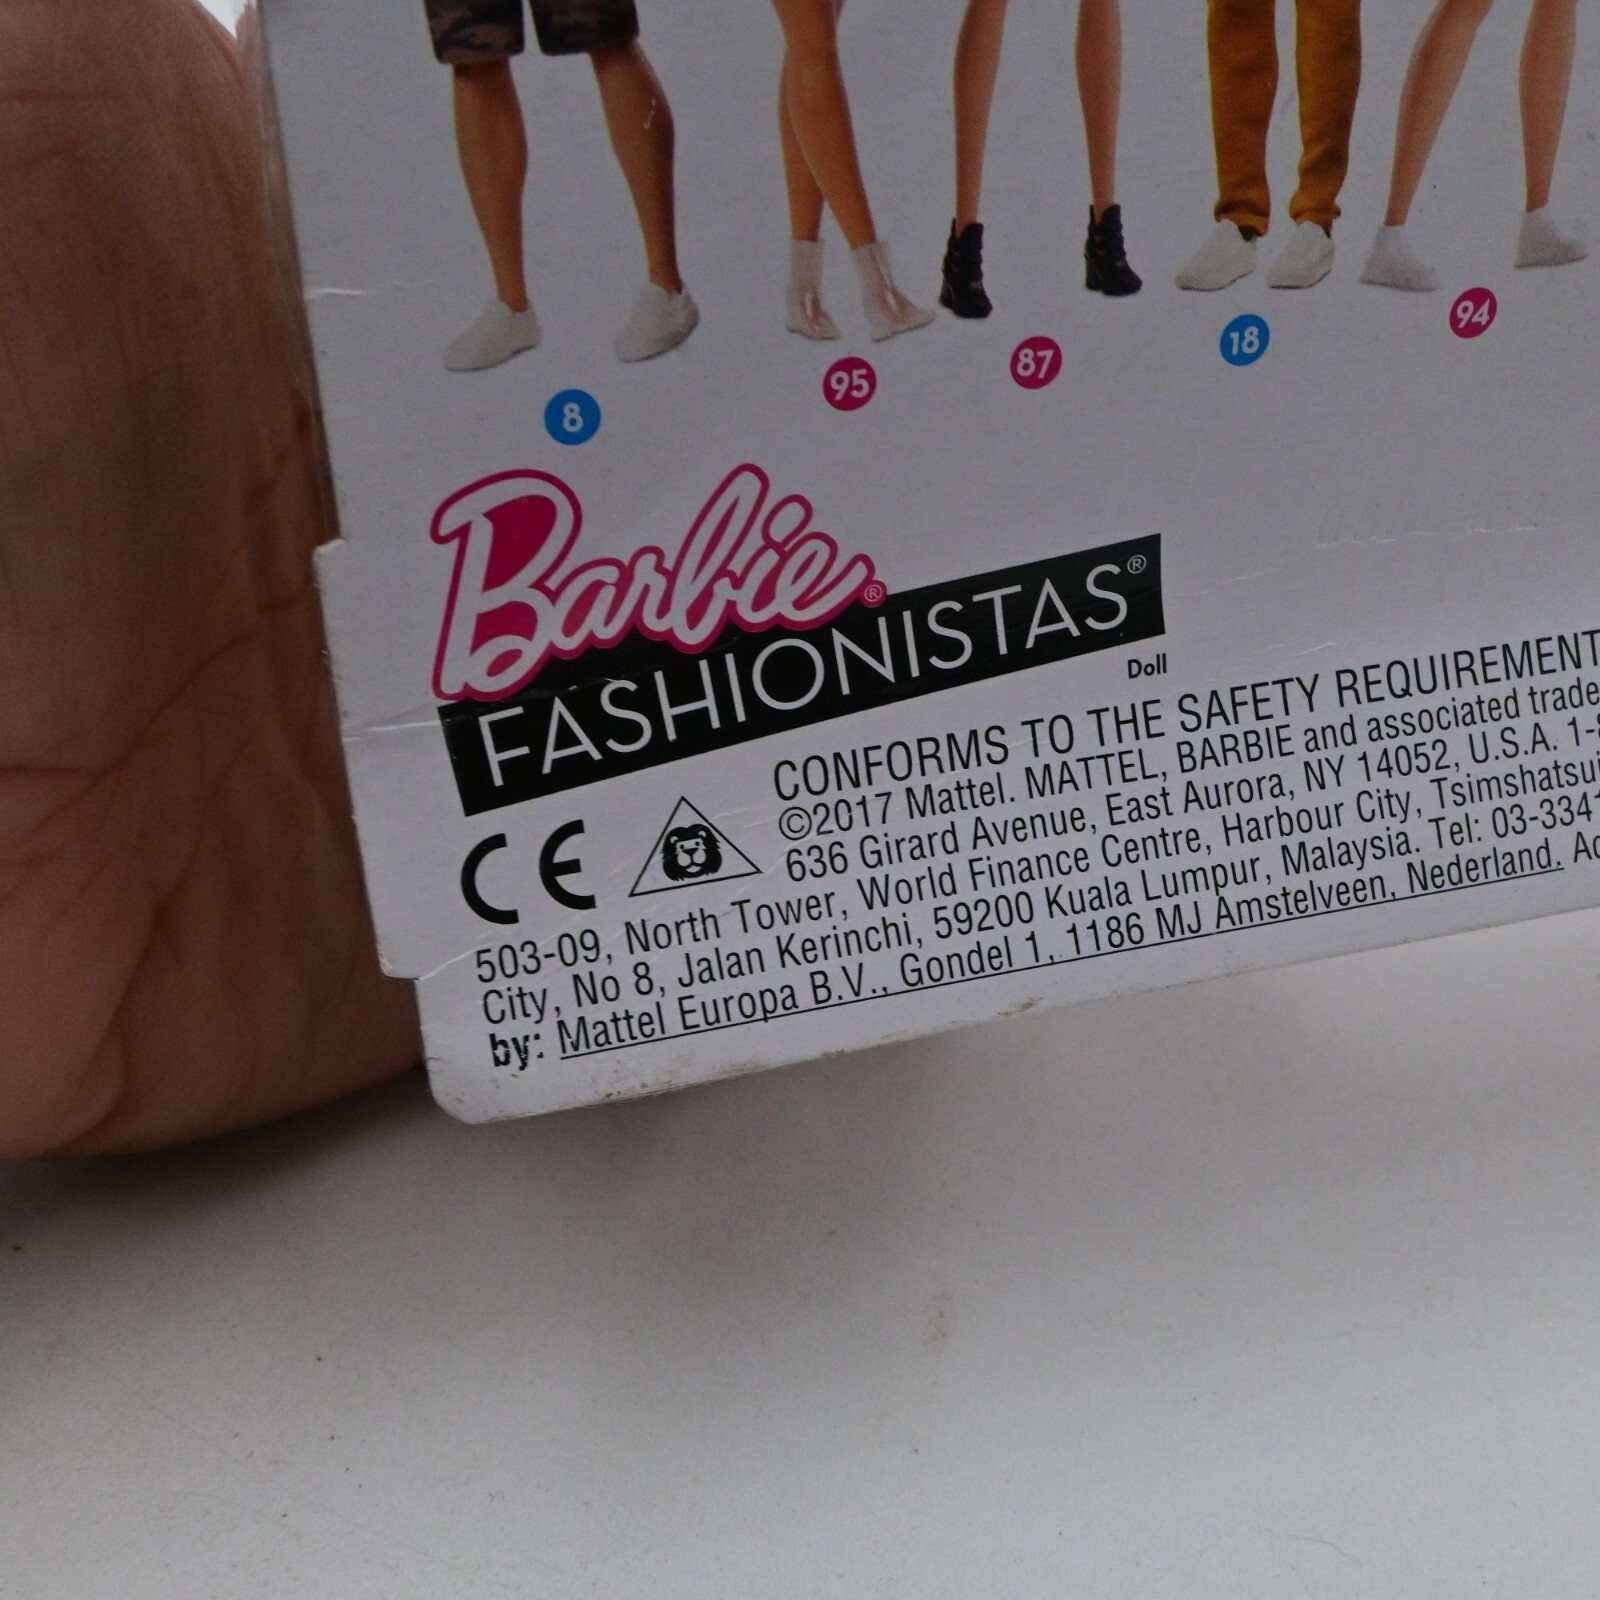 8
95
87
18
94
Barbie®
FASHIONISTAS®
Doll
CONFORMS TO THE SAFETY REQUIREMENT
©2017 Mattel. MATTEL, BARBIE and associated trade
636 Girard Avenue, East Aurora, NY 14052, U.S.A. 1-
503-09, North Tower, World Finance Centre, Harbour City, Tsimshatsui
City, No 8, Jalan Kerinchi, 59200 Kuala Lumpur, Malaysia. Tel: 03-334
by: Mattel Europa B.V., Gondel 1, 1186 MJ Amstelveen, Nederland.
CE